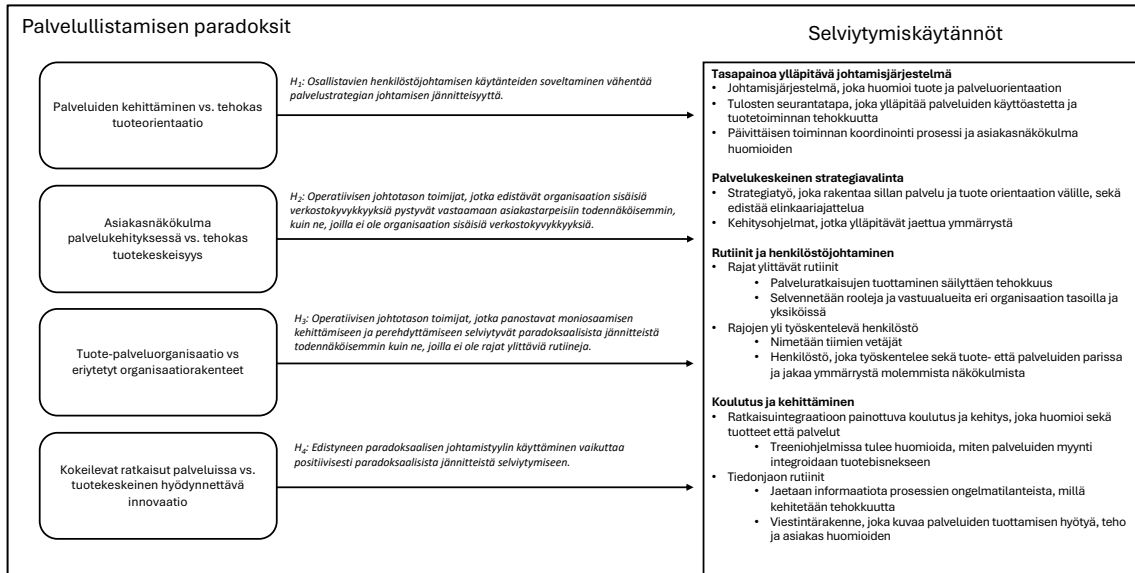 Palvelullistamisen paradoksit
Selviytymiskäytännöt
Palveluiden kehittäminen vs. tehokas
tuoteorientaatio
H1: Osallistavien henkilöstöjohtamisen käytänteiden soveltaminen vähentää
palvelustrategian johtamisen jännitteisyyttä.
Asiakasnäkökulma
palvelukehityksessä vs. tehokas
tuotekeskeisyys
H2: Operatiivisen johtotason toimijat, jotka edistävät organisaation sisäisiä
verkostokyvykkyyksiä pystyvät vastaamaan asiakastarpeisiin todennäköisemmin,
kuin ne, joilla ei ole organisaation sisäisiä verkostokyvykkyyksiä.
Tuote-palveluorganisaatio vs
eriytetyt organisaatiorakenteet
H3: Operatiivisen johtotason toimijat, jotka panostavat moniosaamisen
kehittämiseen ja perehdyttämiseen selviytyvät paradoksaalisista jännitteistä
todennäköisemmin kuin ne, joilla ei ole rajat ylittäviä rutiineja.
Kokeilevat ratkaisut palveluissa vs.
tuotekeskeinen hyödynnettävä
innovaatio
H4: Edistyneen paradoksaalisen johtamistyylin käyttäminen vaikuttaa
positiivisesti paradoksaalisista jännitteistä selviytymiseen.
Tasapainoa ylläpitävä johtamisjärjestelmä
• Johtamisjärjestelmä, joka huomioi tuote ja palveluorientaation
• Tulosten seurantatapa, joka ylläpitää palveluiden käyttöastetta ja
tuotetoiminnan tehokkuutta
• Päivittäisen toiminnan koordinointi prosessi ja asiakasnäkökulma
huomioiden
Palvelukeskeinen strategiavalinta
• Strategiatyö, joka rakentaa sillan palvelu ja tuote orientaation välille, sekä
edistää elinkaariajattelua
• Kehitysohjelmat, jotka ylläpitävät jaettua ymmärrystä
Rutiinit ja henkilöstöjohtaminen
• Rajat ylittävät rutiinit
• Palveluratkaisujen tuottaminen säilyttäen tehokkuus
• Selvennetään rooleja ja vastuualueita eri organisaation tasoilla ja
yksiköissä
• Rajojen yli työskentelevä henkilöstö
• Nimetään tiimien vetäjät
• Henkilöstö, joka työskentelee sekä tuote- että palveluiden parissa
ja jakaa ymmärrystä molemmista näkökulmista
Koulutus ja kehittäminen
• Ratkaisuintegraatioon painottuva koulutus ja kehitys, joka huomioi sekä
tuotteet että palvelut
• Treeniohjelmissa tulee huomioida, miten palveluiden myynti
integroidaan tuotebisnekseen
• Tiedonjaon rutiinit
• Jaetaan informaatiota prosessien ongelmatilanteista, millä
kehitetään tehokkuutta
• Viestintärakenne, joka kuvaa palveluiden tuottamisen hyötyä, teho
ja asiakas huomioiden